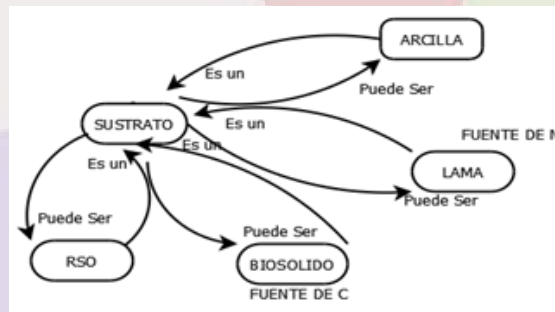 ARCILLA
Es un
Puede Ser
SUSTRATO
Es un
FUENTE DE N
Es un
Es un
LAMA
Puede Ser
Puede Ser
Puede Ser
RSO
BIOSOLIDO
FUENTE DE C